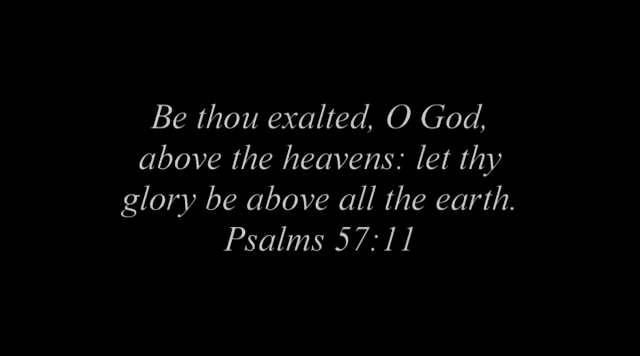 Be thou exalted, O God,
above the heavens: let thy
glory be above all the earth.
Psalms 57:11